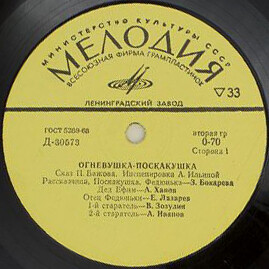 МИНИСТЕРСТВО КУЛЬТУРЫ СССР
МЕЛОДИЯ
ВСЕСОЮЗНАЯ ФИРМА ГРАМПЛАСТИНОК
ЛЕНИНГРАДСКИЙ ЗАВОД
▽33
ГОСТ 5289-68
Д-30573
вторая гр
0-70
Сторона 1
ОГНЕВУШКА-ПОСКАКУШКА
Сказ П. Бажова. Инсценировка А. Ильиной
Рассказчик, Поскакушка, Федюнька— З. Бокарева
Дед Ефим— А. Ханов
Отец Федюньки— Е. Лазарев
1-й старатель— В. Зозулин
2-й старатель— А. Иванов